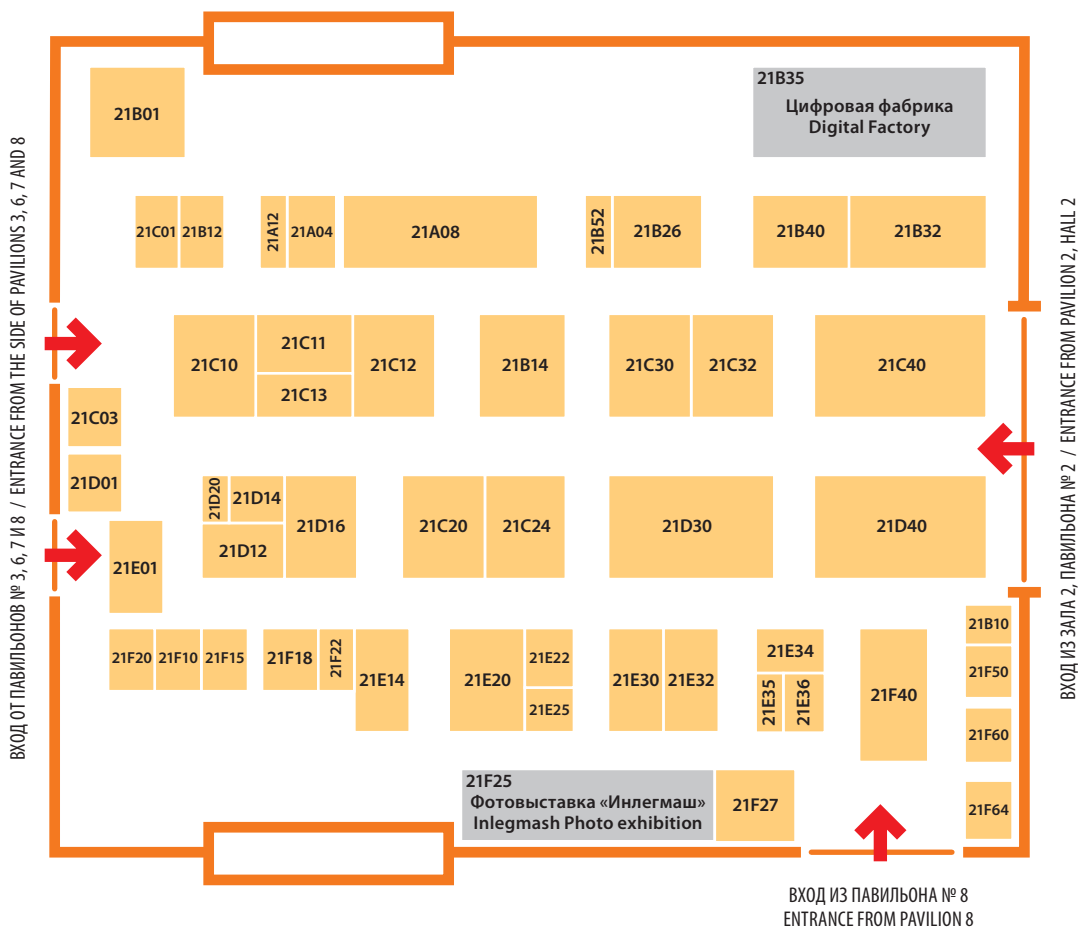 21B35
Цифровая фабрика
Digital Factory
21B01
21C01
21B12
21A12
21A04
21A08
21B52
21B26
21B40
21B32
21C10
21C11
21C13
21C12
21B14
21C30
21C32
21C40
21C03
21D01
21D20
21D14
21D12
21D16
21C20
21C24
21D30
21D40
21E01
21F20
21F10
21F15
21F18
21F22
21E14
21E20
21E22
21E25
21E30
21E32
21E34
21E35
21E36
21F40
21B10
21F50
21F60
21F64
21F25
Фотовыставка «Инлегмаш»
Inlegmash Photo exhibition
21F27
ВХОД ОТ ПАВИЛЬОНОВ № 3, 6, 7 И 8 / ENTRANCE FROM THE SIDE OF PAVILIONS 3, 6, 7 AND 8
ВХОД ИЗ ЗАЛА 2, ПАВИЛЬОНА № 2 / ENTRANCE FROM PAVILION 2, HALL 2
ВХОД ИЗ ПАВИЛЬОНА № 8
ENTRANCE FROM PAVILION 8